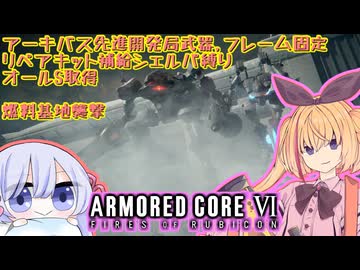 アーキバス先進開発局武器,フレーム固定
リペアキット補給シェルパ縛り
オールS取得
燃料基地襲撃
ARMORED CORE VI
FIRES OF RUBICON